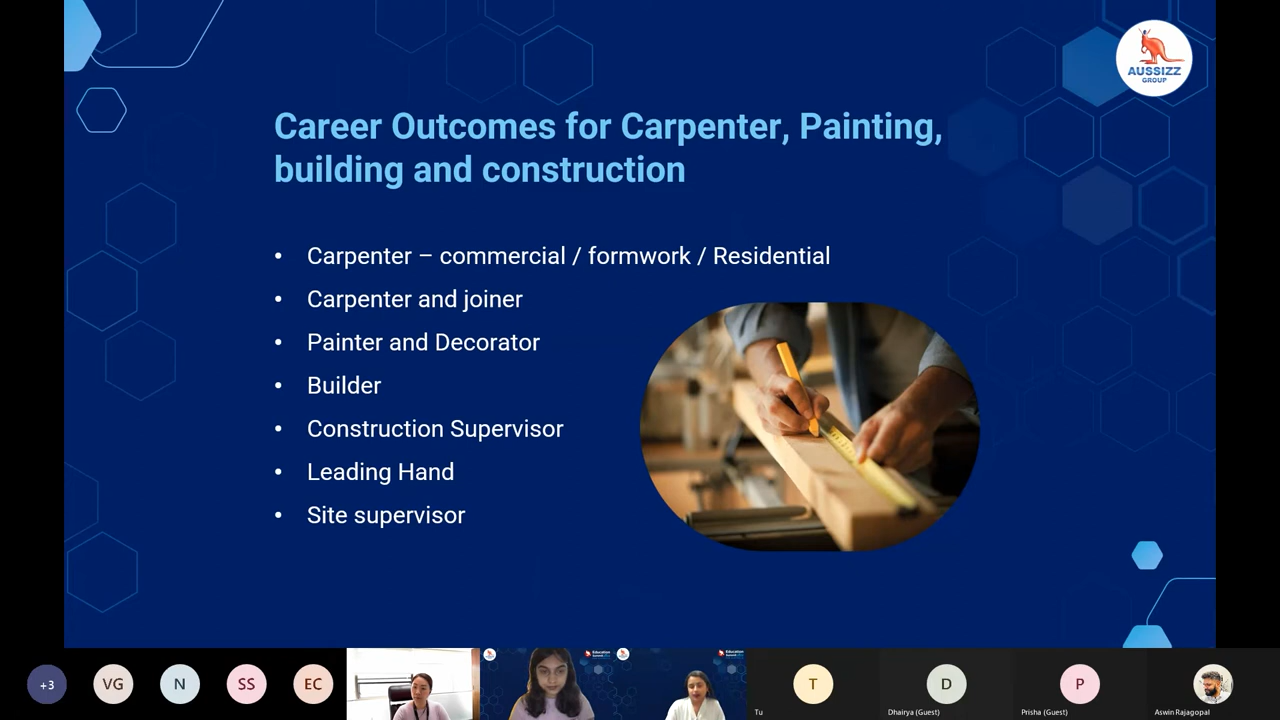 AUSSIZZ
GROUP
Career Outcomes for Carpenter, Painting,
building and construction
• Carpenter – commercial / formwork / Residential
• Carpenter and joiner
• Painter and Decorator
• Builder
• Construction Supervisor
• Leading Hand
• Site supervisor
+3
VG
N
SS
EC
T
D
P
Tu
Dhairya (Guest)
Prisha (Guest)
Aswin Rajagopal